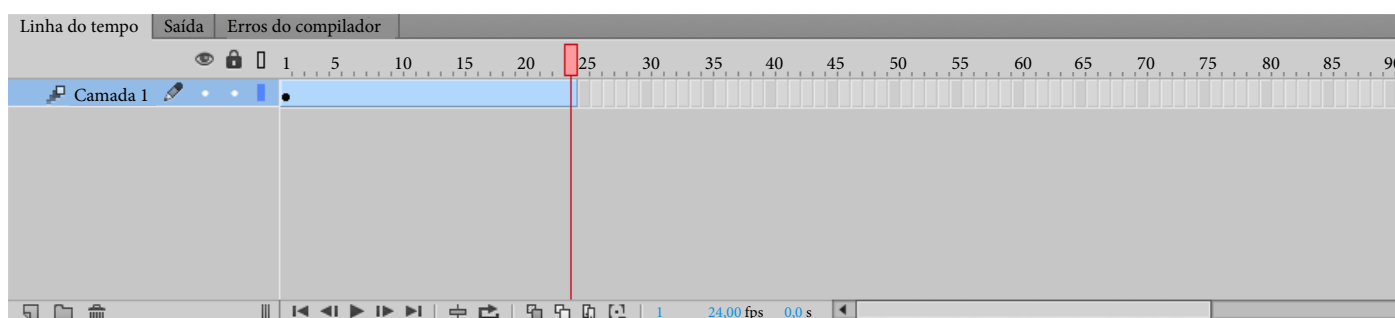 Linha do tempo Saída Erros do compilador
1 5 10 15 20 25 30 35 40 45 50 55 60 65 70 75 80 85 90
Camada 1
1 24,00 fps 0,0 s